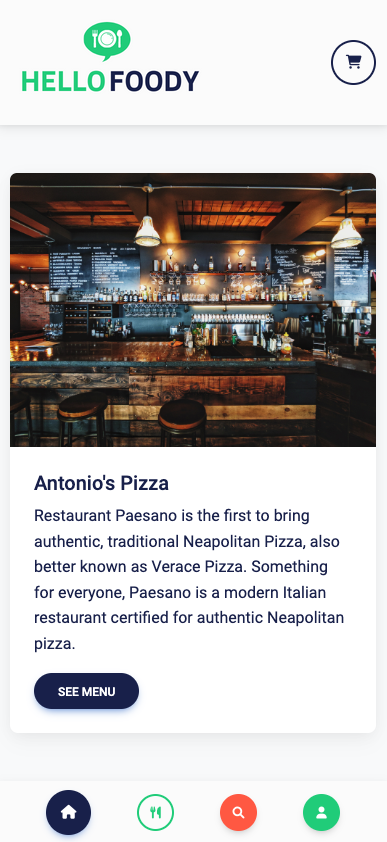 HELLO FOODY
Antonio's Pizza
Restaurant Paesano is the first to bring
authentic, traditional Neapolitan Pizza, also
better known as Verace Pizza. Something
for everyone, Paesano is a modern Italian
restaurant certified for authentic Neapolitan
pizza.
SEE MENU